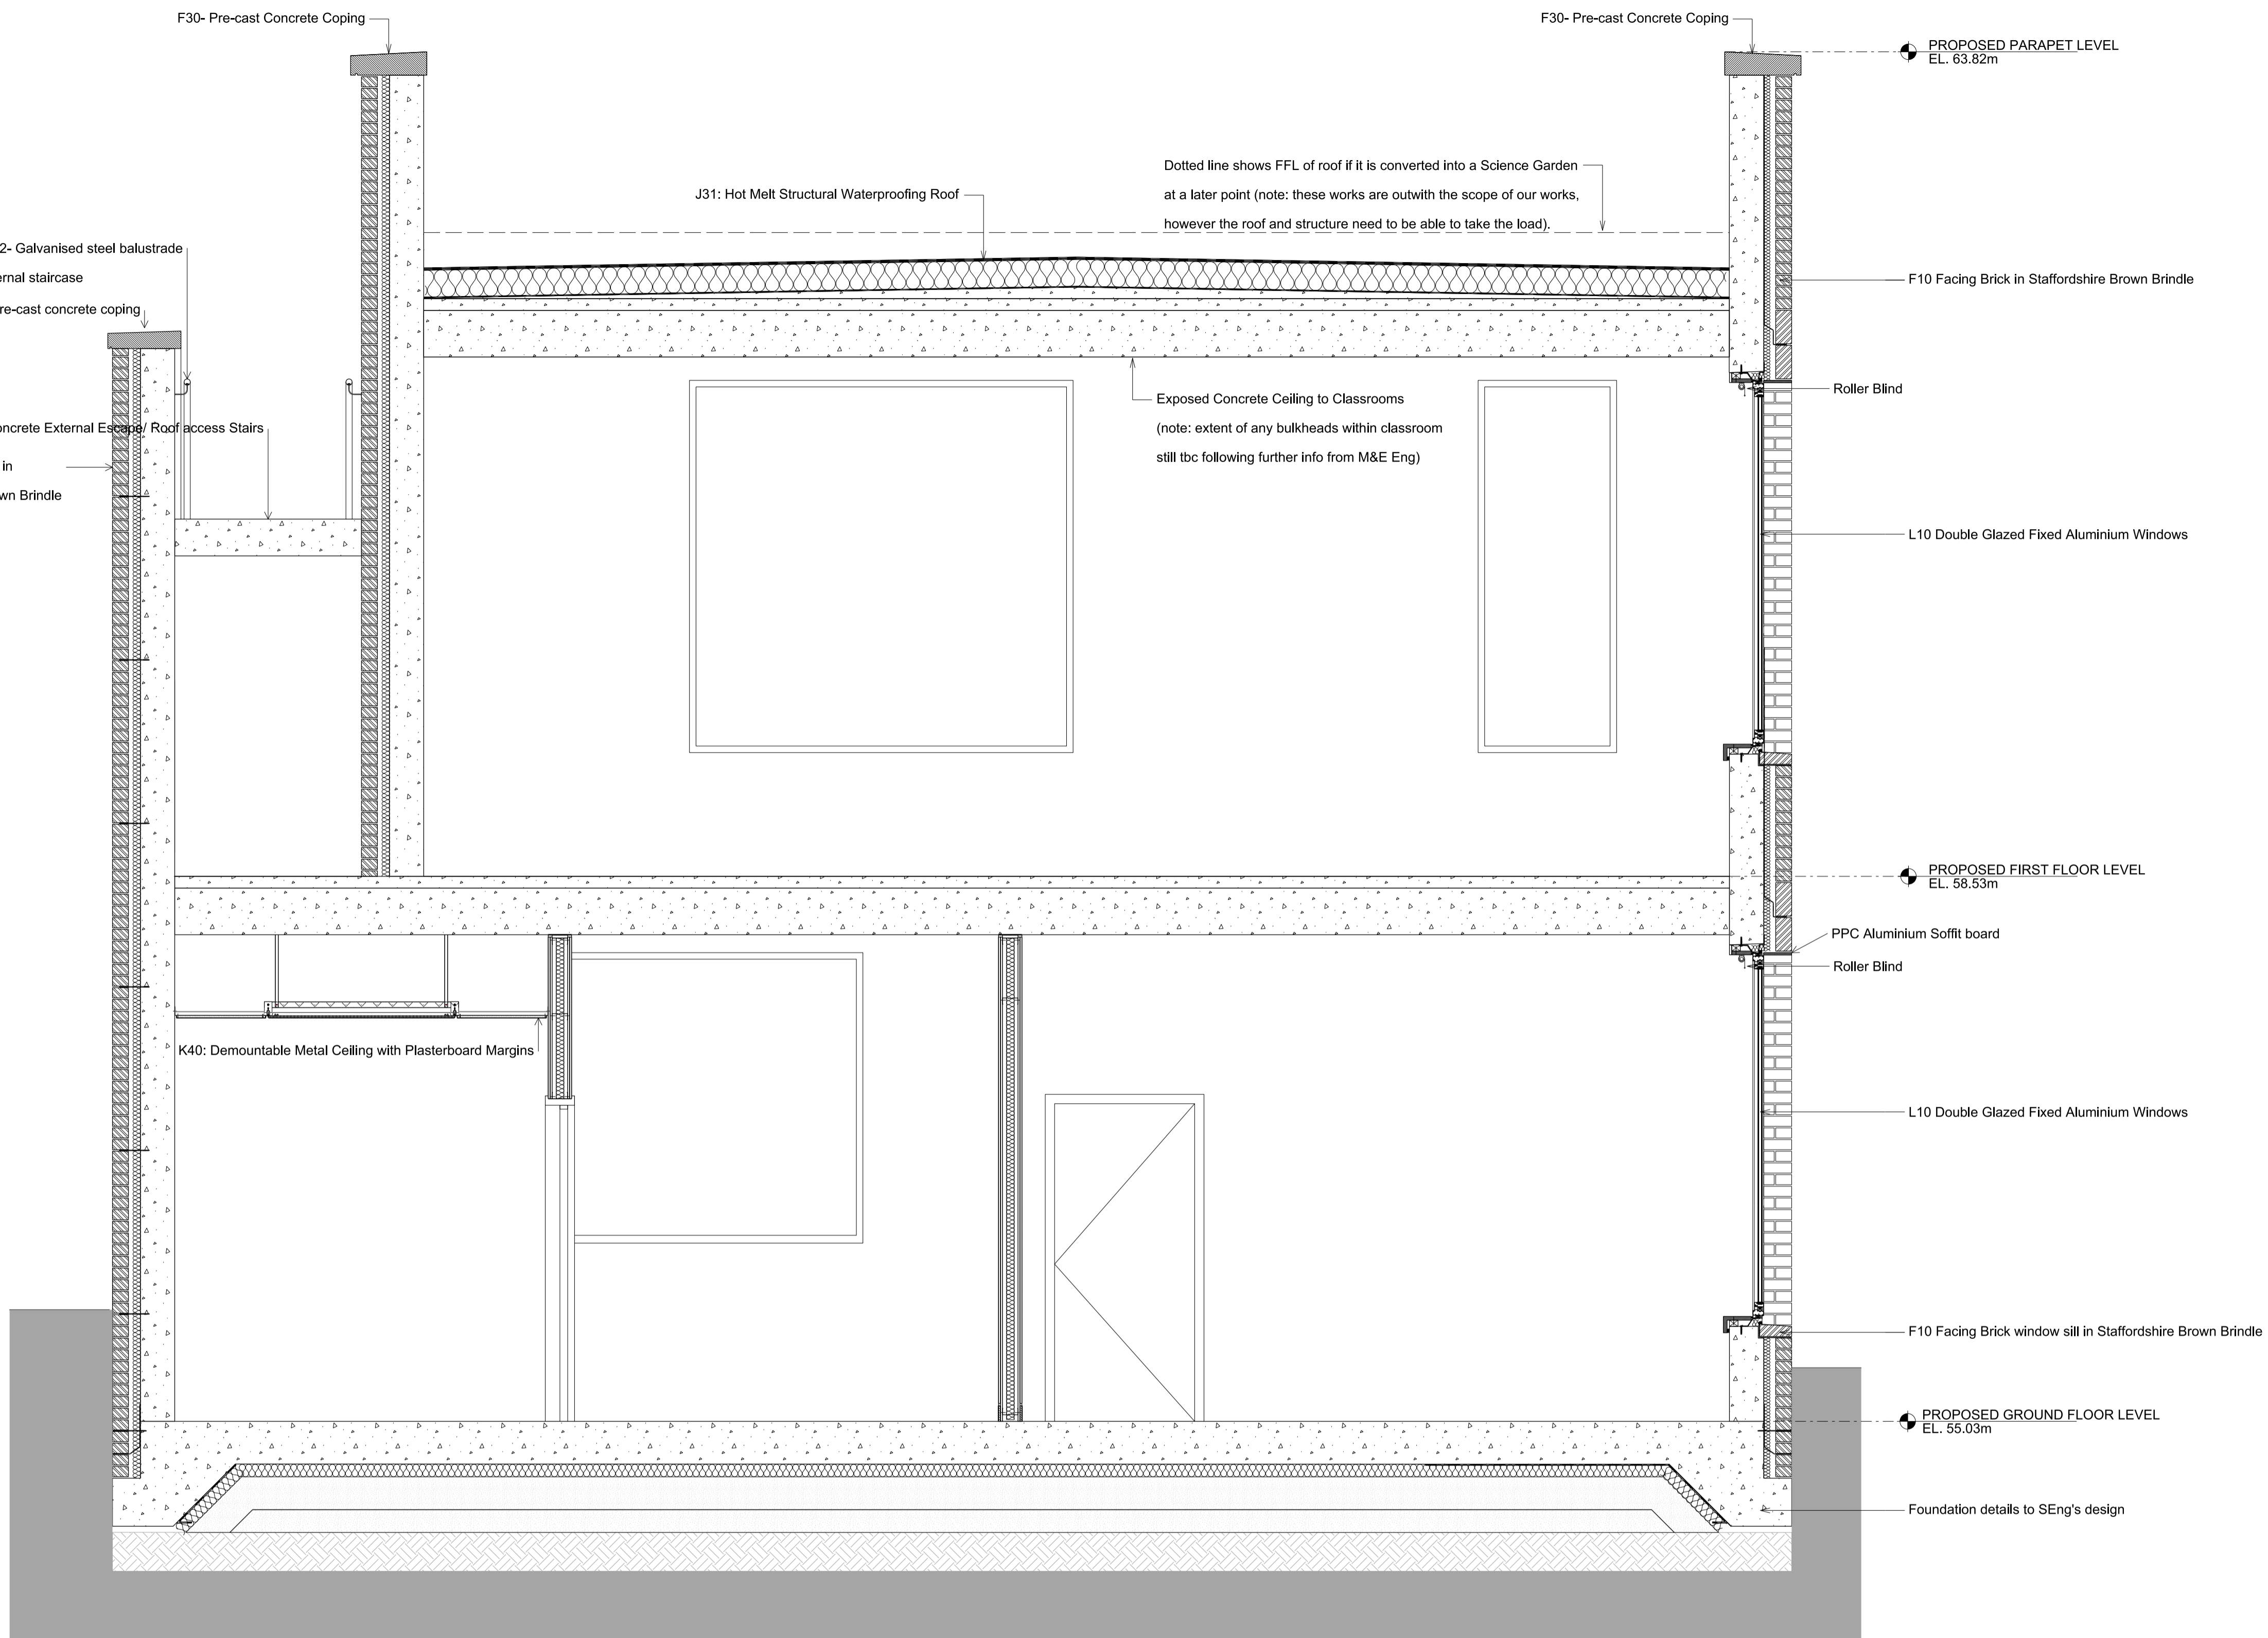 F30- Pre-cast Concrete Coping
F30- Pre-cast Concrete Coping
PROPOSED PARAPET LEVEL
EL. 63.82m
Dotted line shows FFL of roof if it is converted into a Science Garden
at a later point (note: these works are outwith the scope of our works,
however the roof and structure need to be able to take the load).
J31: Hot Melt Structural Waterproofing Roof
2- Galvanised steel balustrade
ernal staircase
re-cast concrete coping
F10 Facing Brick in Staffordshire Brown Brindle
Roller Blind
Exposed Concrete Ceiling to Classrooms
(note: extent of any bulkheads within classroom
still tbc following further info from M&E Eng)
oncrete External Escape/ Roof access Stairs
in
wn Brindle
L10 Double Glazed Fixed Aluminium Windows
PROPOSED FIRST FLOOR LEVEL
EL. 58.53m
PPC Aluminium Soffit board
Roller Blind
K40: Demountable Metal Ceiling with Plasterboard Margins
L10 Double Glazed Fixed Aluminium Windows
F10 Facing Brick window sill in Staffordshire Brown Brindle
PROPOSED GROUND FLOOR LEVEL
EL. 55.03m
Foundation details to SEng's design